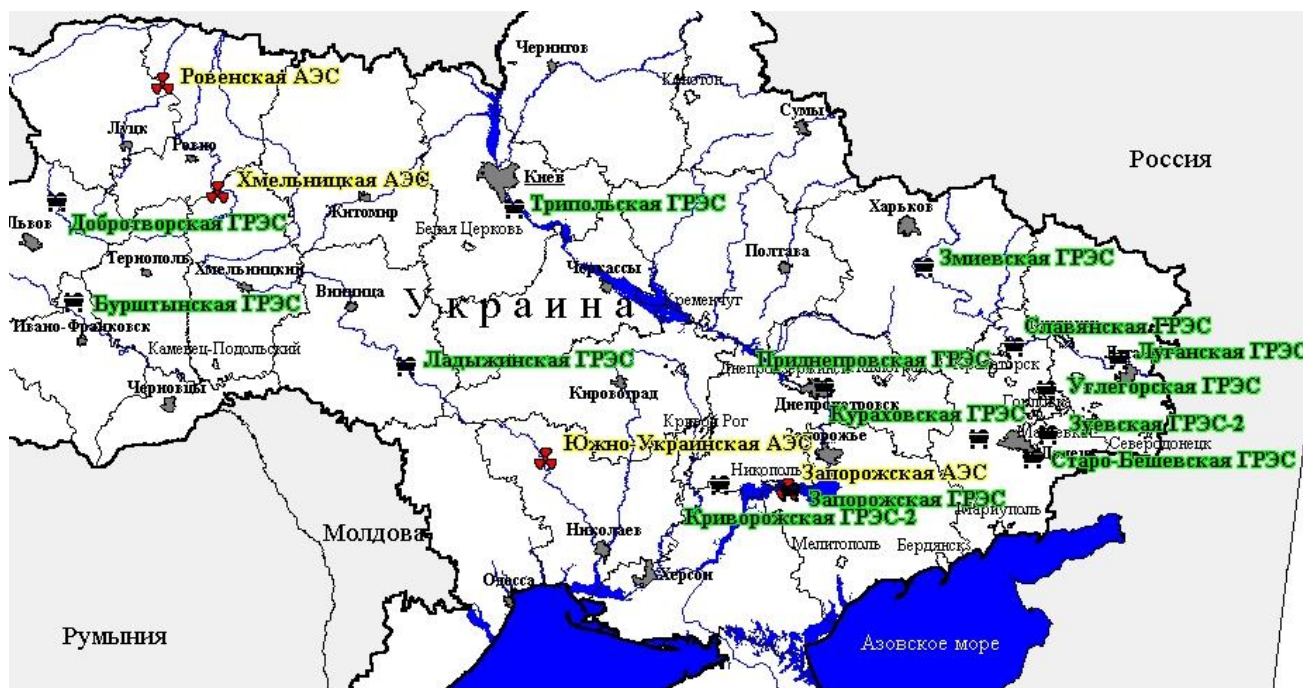 Чернигов
Ровенская АЭС
Конотоп
Сумы
Луцк
Ровно
Россия
Хмельницкая АЭС
Киев
Житомир
Трипольская ГРЭС
Харьков
Добротворская ГРЭС
Львов
Белая Церковь
Полтава
Тернополь
Змиевская ГРЭС
Хмельницкий
Черкассы
Винница
Украина
Бурштынская ГРЭС
Кременчуг
Ивано-Франковск
Славянская ГРЭС
Каменец-Подольский
Ладыжинская ГРЭС
Приднепровская ГРЭС
Луганская ГРЭС
Черновцы
Кировоград
Углегорская ГРЭС
Днепропетровск
Кураховская ГРЭС
Кривой Рог
Зуевская ГРЭС-2
Южно-Украинская АЭС
Северодонецк
Старо-Бешевская ГРЭС
Никополь
Запорожская АЭС
Запорожская ГРЭС
Криворожская ГРЭС-2
Мариуполь
Молдова
Николаев
Мелитополь
Бердянск
Херсон
Одесса
Румыния
Азовское море